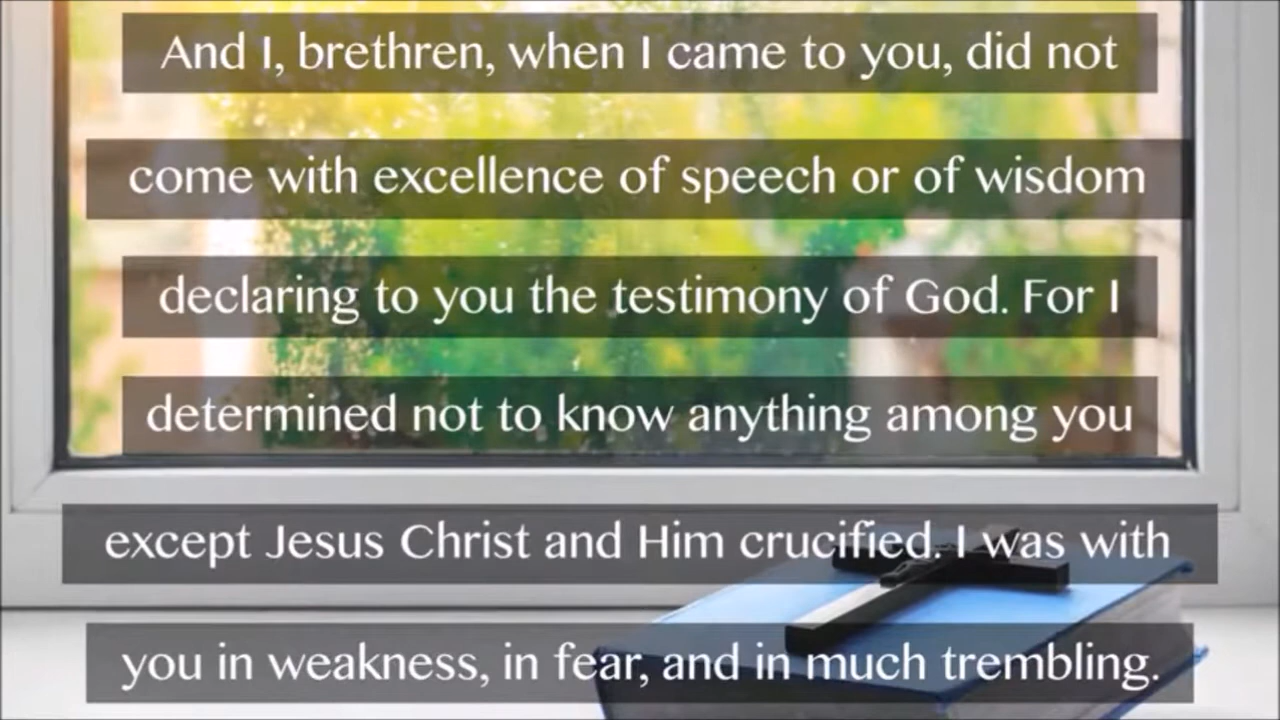 And I, brethren, when I came to you, did not
come with excellence of speech or of wisdom
declaring to you the testimony of God. For I
determined not to know anything among you
except Jesus Christ and Him crucified. I was with
you in weakness, in fear, and in much trembling.